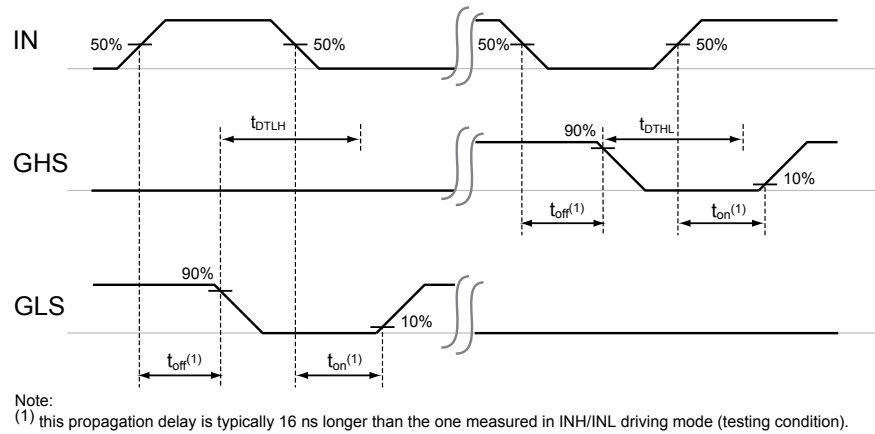 IN
50%
50%
50%
50%
tDTLH
tDTHL
90%
GHS
10%
toff(1)
ton(1)
90%
GLS
10%
toff(1)
ton(1)
Note:
(1) this propagation delay is typically 16 ns longer than the one measured in INH/INL driving mode (testing condition).